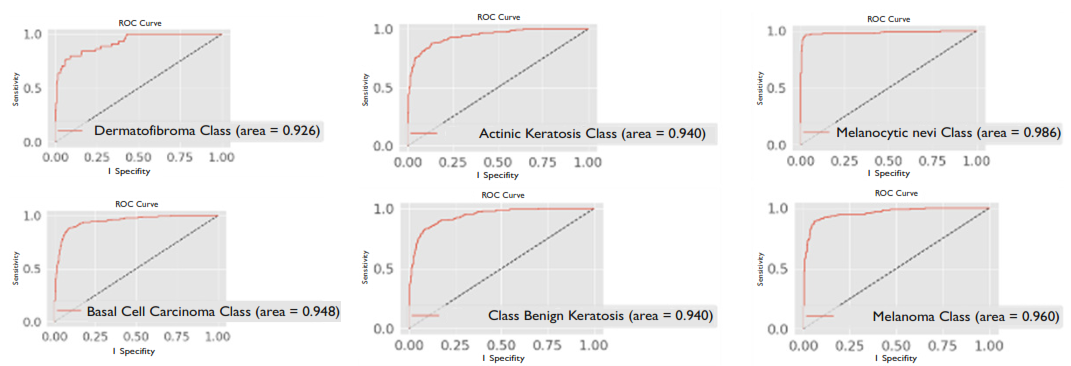 ROC Curve
1.0
0.5
0.0
Sensitivity
Dermatofibroma Class (area = 0.926)
0.00 0.25 0.50 0.75 1.00
1 Specifity
ROC Curve
1.0
0.5
0.0
Sensitivity
Actinic Keratosis Class (area = 0.940)
0.00 0.25 0.50 0.75 1.00
1 Specifity
ROC Curve
1.0
0.5
0.0
Sensitivity
Melanocytic nevi Class (area = 0.986)
0.00 0.25 0.50 0.75 1.00
1 Specifity
ROC Curve
1.0
0.5
0.0
Sensitivity
Basal Cell Carcinoma Class (area = 0.948)
0.00 0.25 0.50 0.75 1.00
1 Specifity
ROC Curve
1.0
0.5
0.0
Sensitivity
Class Benign Keratosis (area = 0.940)
0.00 0.25 0.50 0.75 1.00
1 Specifity
ROC Curve
1.0
0.5
0.0
Sensitivity
Melanoma Class (area = 0.960)
0.00 0.25 0.50 0.75 1.00
1 Specifity